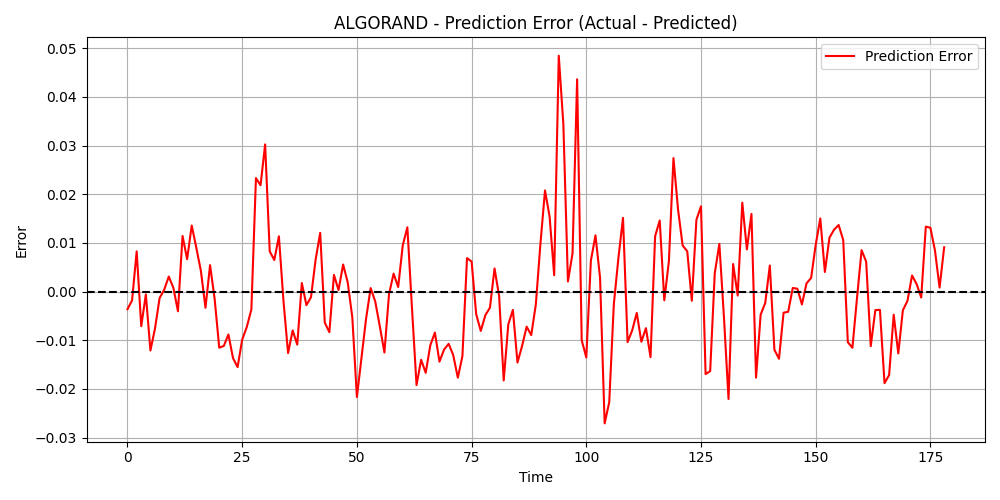 ALGORAND - Prediction Error (Actual - Predicted)
Prediction Error
0.05
0.04
0.03
0.02
0.01
0.00
−0.01
−0.02
−0.03
Error
0 25 50 75 100 125 150 175
Time